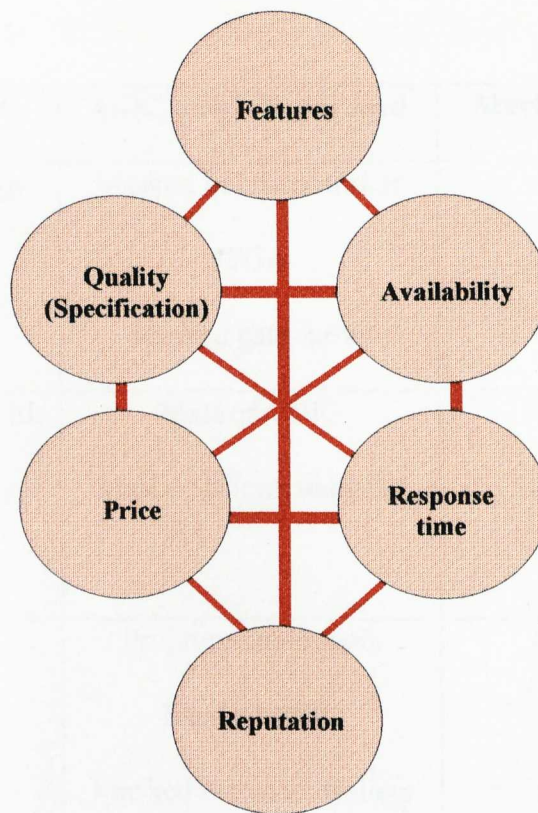 Features
Quality
(Specification)
Availability
Price
Response
time
Reputation